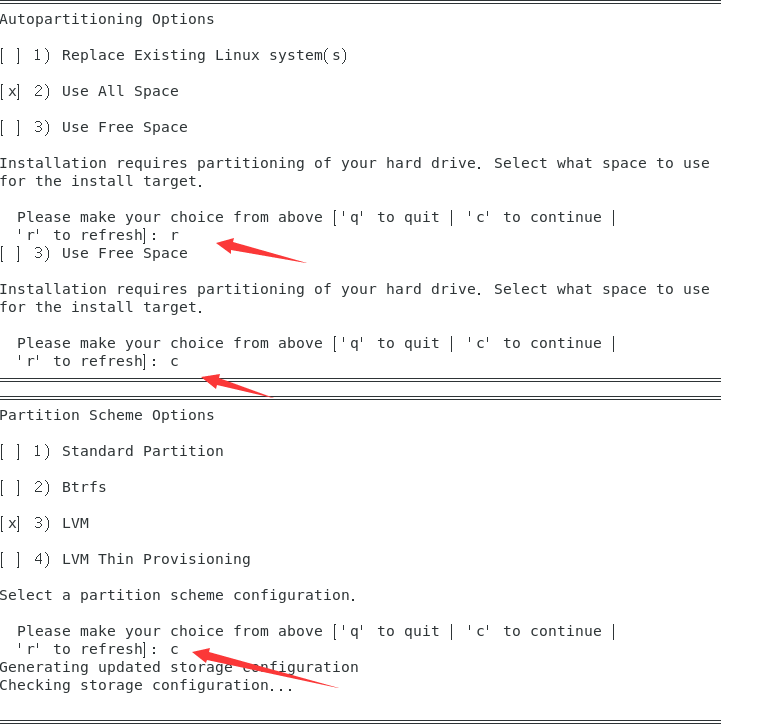 Autopartitioning Options
[ ] 1) Replace Existing Linux system(s)
[x] 2) Use All Space
[ ] 3) Use Free Space
Installation requires partitioning of your hard drive. Select what space to use
for the install target.
Please make your choice from above ['q' to quit | 'c' to continue |
'r' to refresh]: r
[ ] 3) Use Free Space
Installation requires partitioning of your hard drive. Select what space to use
for the install target.
Please make your choice from above ['q' to quit | 'c' to continue |
'r' to refresh]: c
Partition Scheme Options
[ ] 1) Standard Partition
[ ] 2) Btrfs
[x] 3) LVM
[ ] 4) LVM Thin Provisioning
Select a partition scheme configuration.
Please make your choice from above ['q' to quit | 'c' to continue |
'r' to refresh]: c
Generating updated storage configuration
Checking storage configuration...